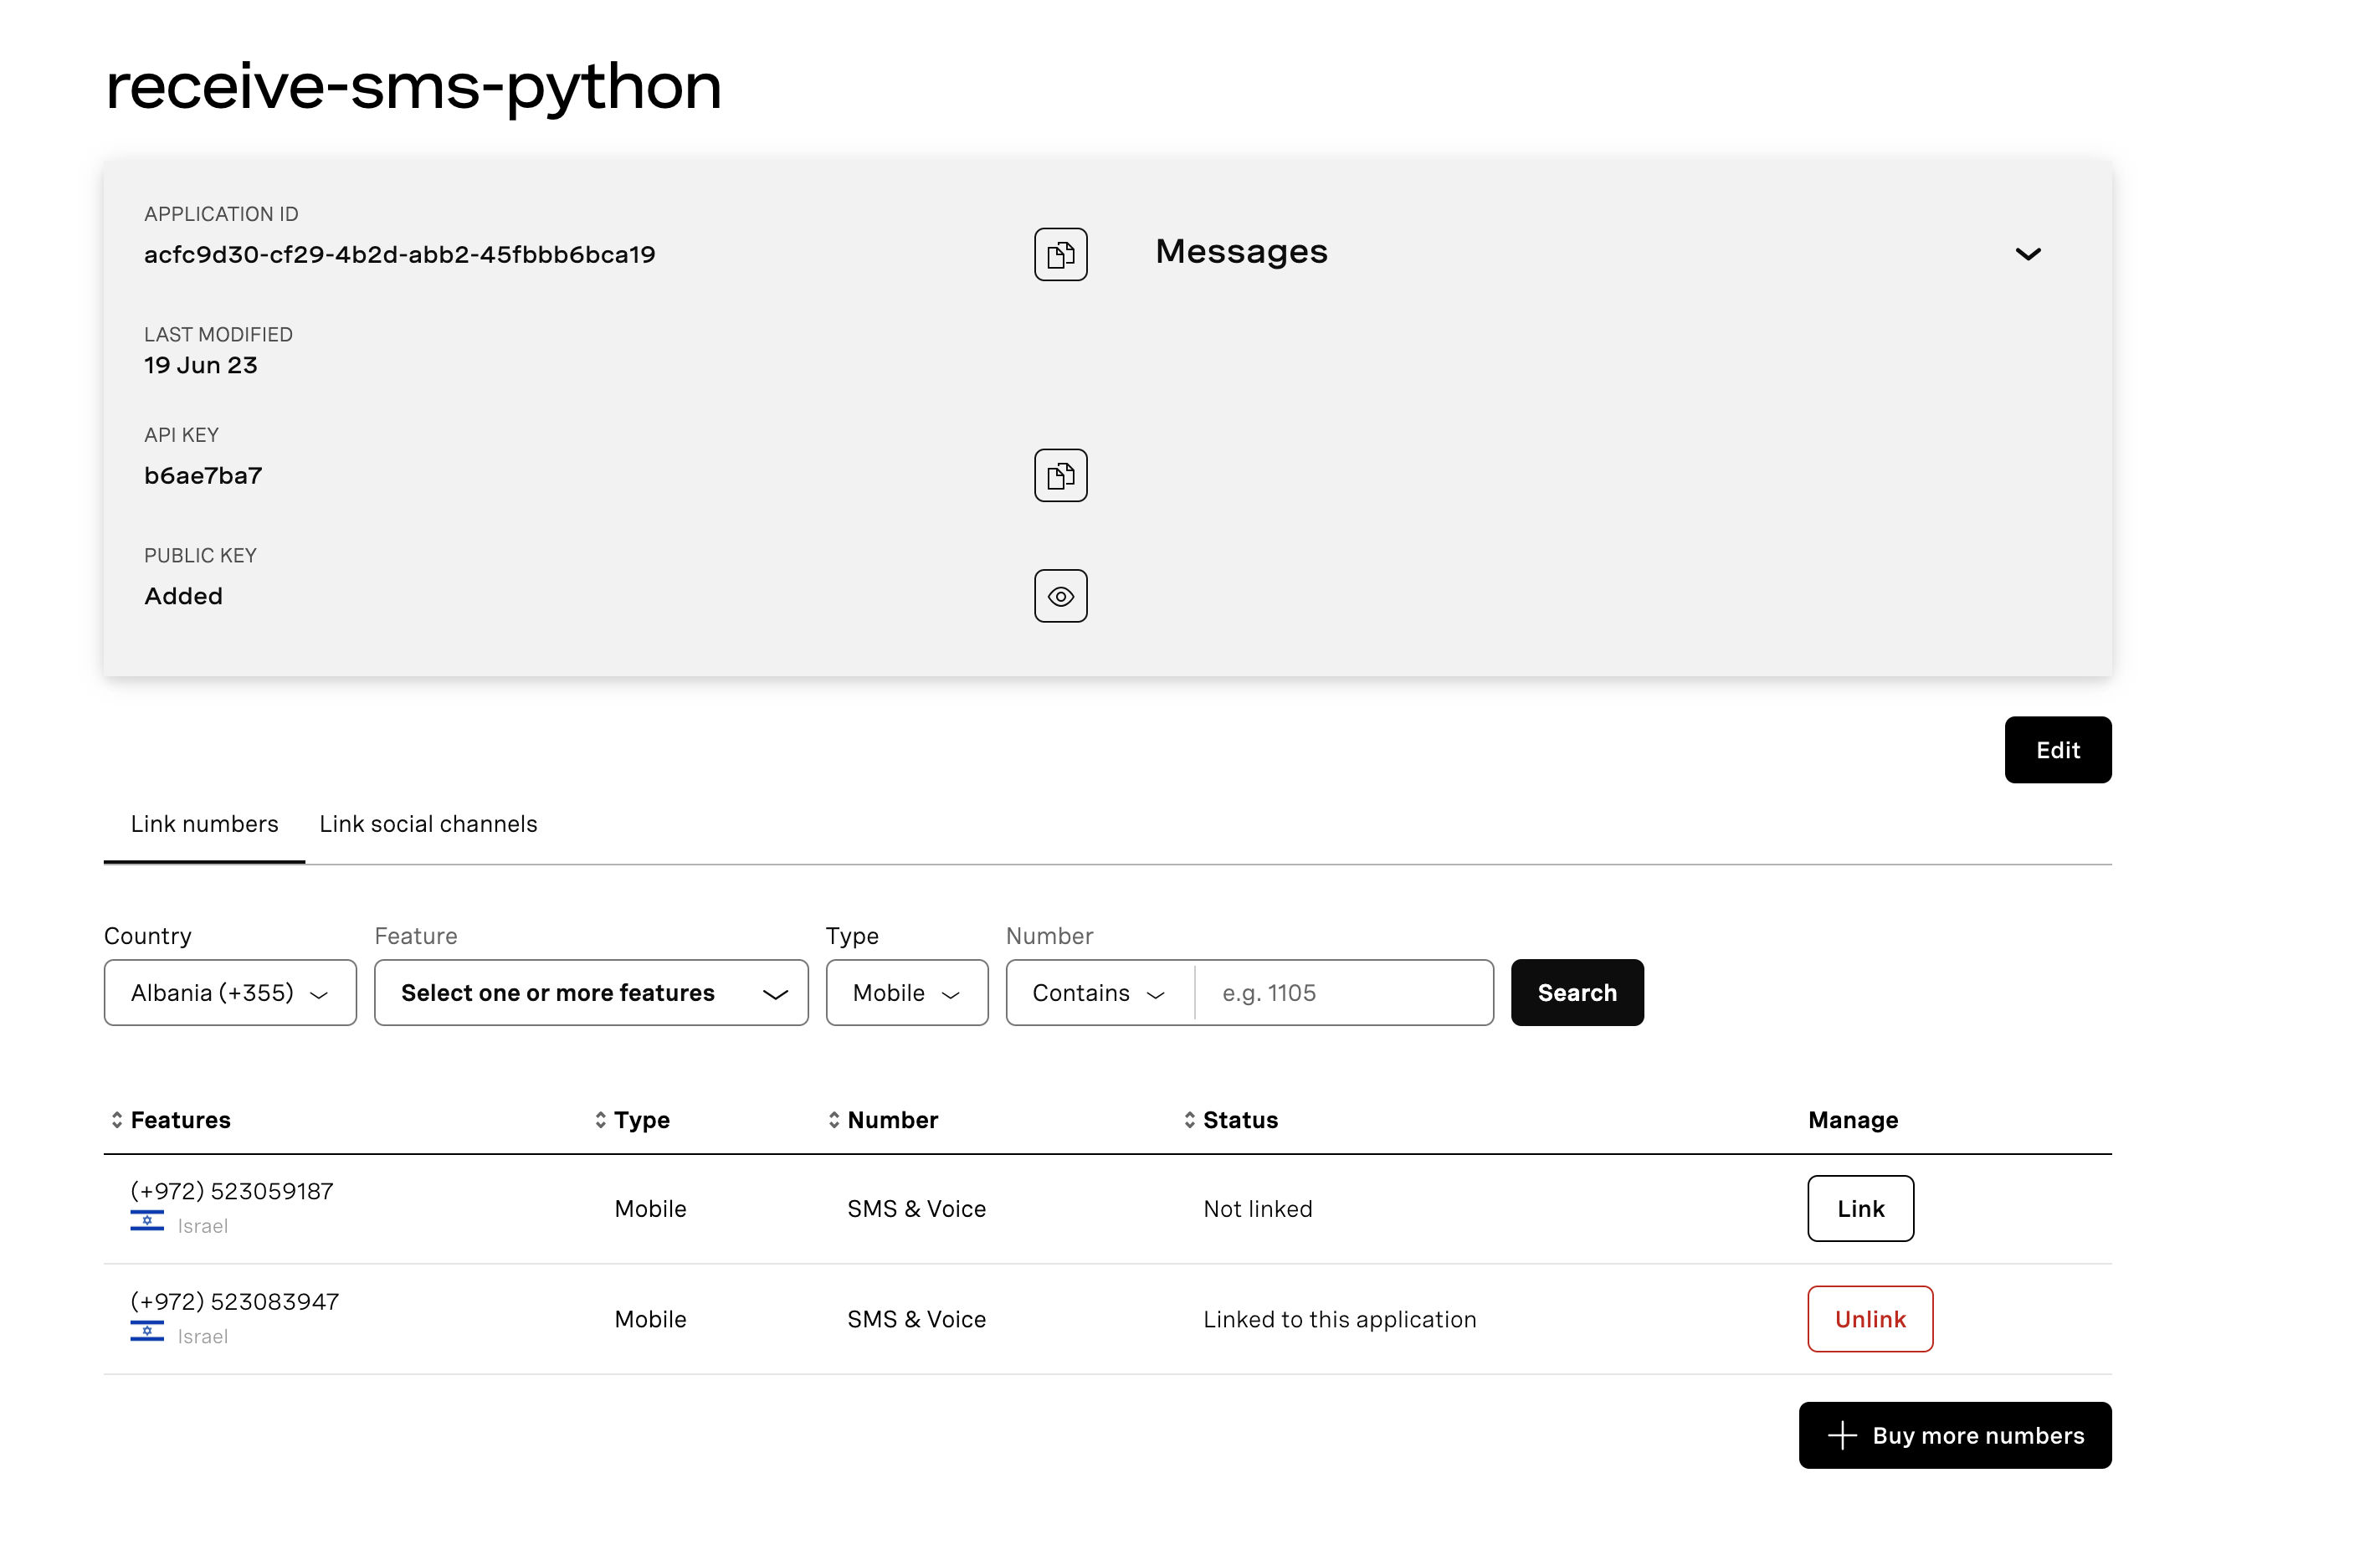 receive-sms-python
APPLICATION ID
acfc9d30-cf29-4b2d-abb2-45fbbb6bca19
Messages
LAST MODIFIED
19 Jun 23
API KEY
b6ae7ba7
PUBLIC KEY
Added
Edit
Link numbers Link social channels
Country Feature Type Number
Albania (+355) Select one or more features Mobile Contains e.g. 1105 Search
Features Type Number Status Manage
(+972) 523059187
Israel
Mobile SMS & Voice Not linked Link
(+972) 523083947
Israel
Mobile SMS & Voice Linked to this application Unlink
Buy more numbers